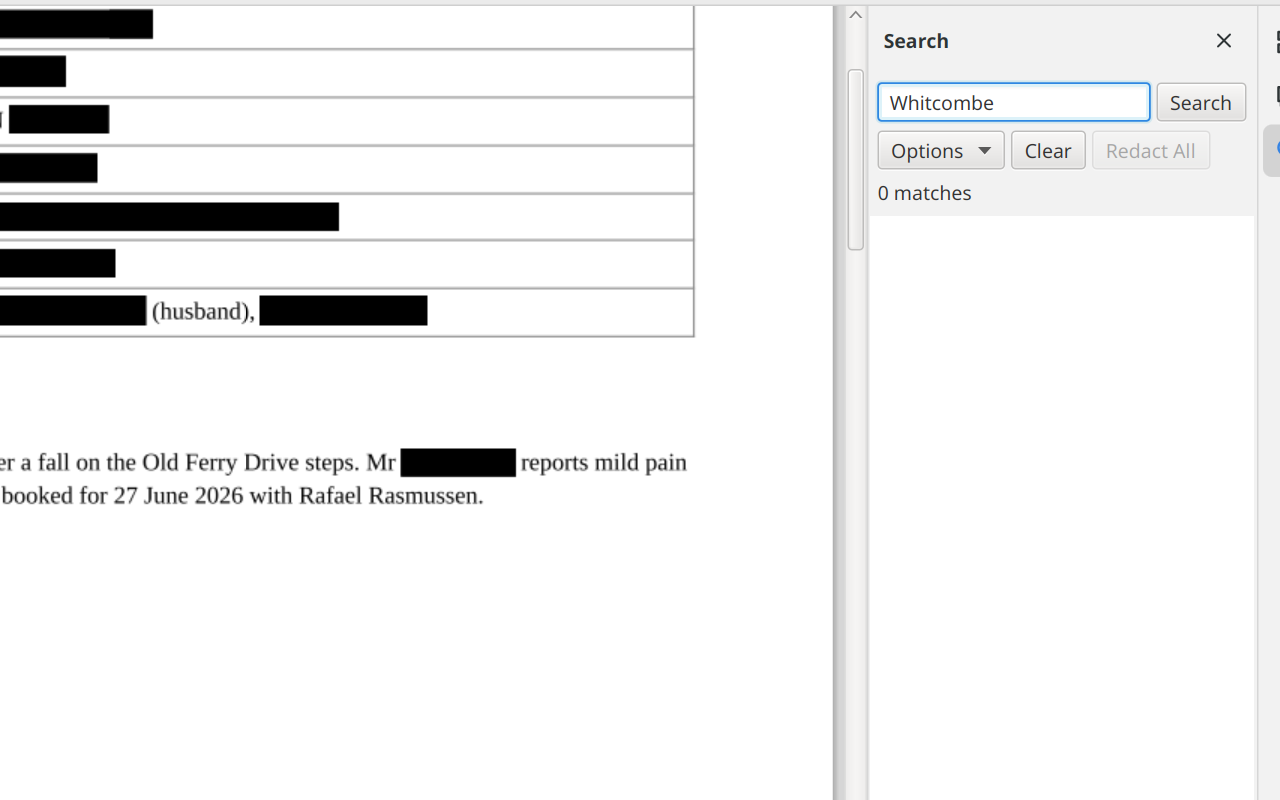 Search
Whitcombe
Search
Options
Clear
Redact All
0 matches
(husband),
er a fall on the Old Ferry Drive steps. Mr reports mild pain
booked for 27 June 2026 with Rafael Rasmussen.